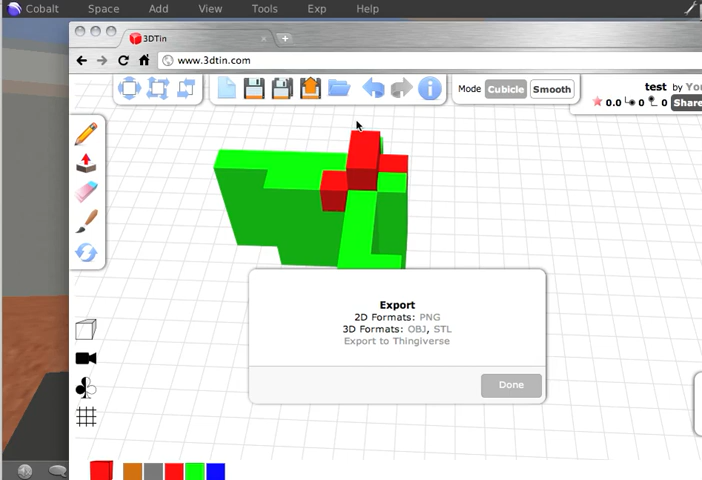 Cobalt Space Add View Tools Exp Help
3DTin
www.3dtin.com
test by
Mode Cubicle Smooth
0.0 0 0 Share
Export
2D Formats: PNG
3D Formats: OBJ, STL
Export to Thingiverse
Done